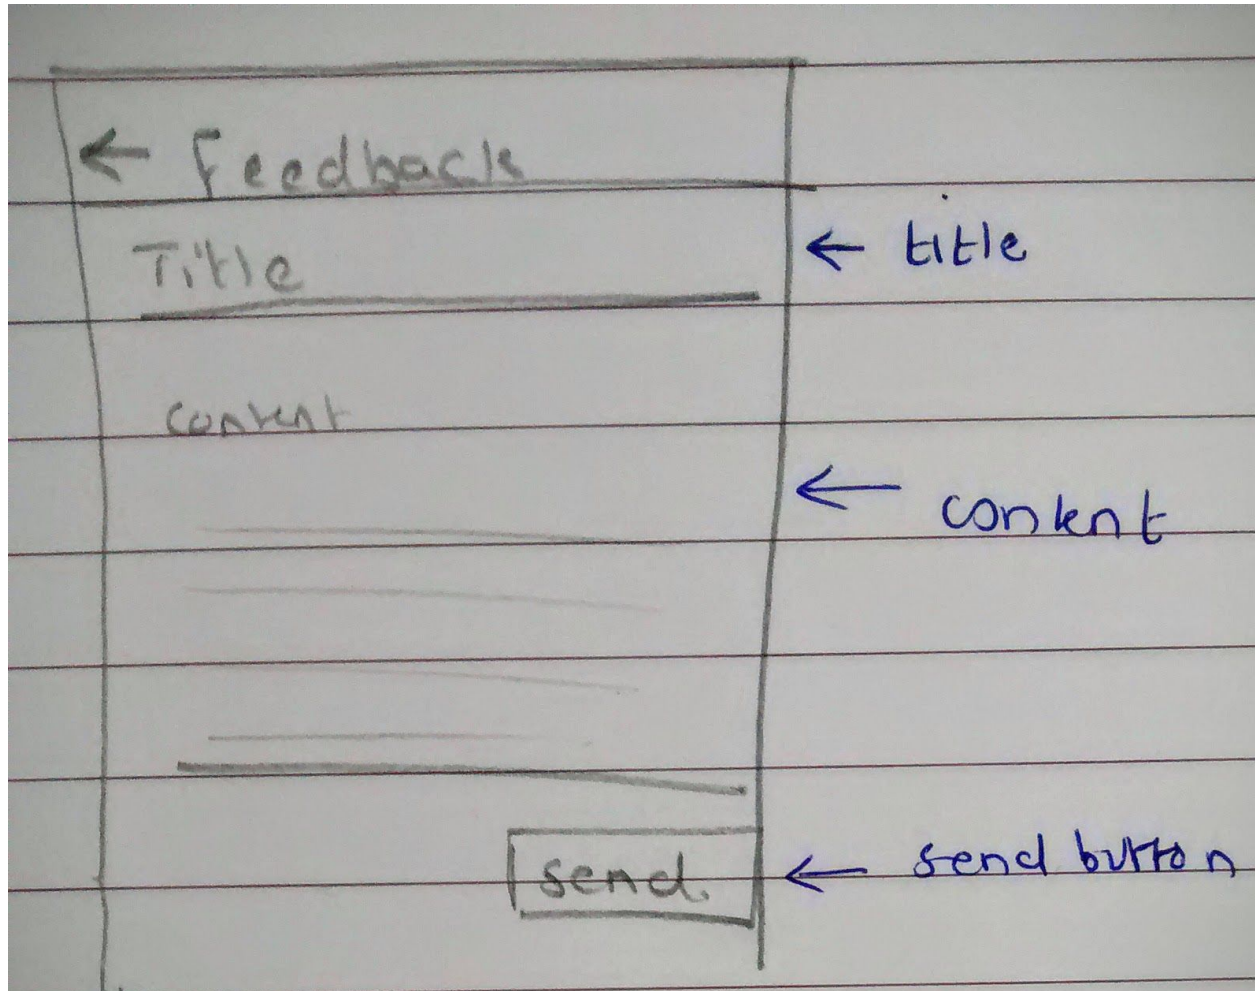 ← Feedback
Title
← title
content
← content
send
← send button